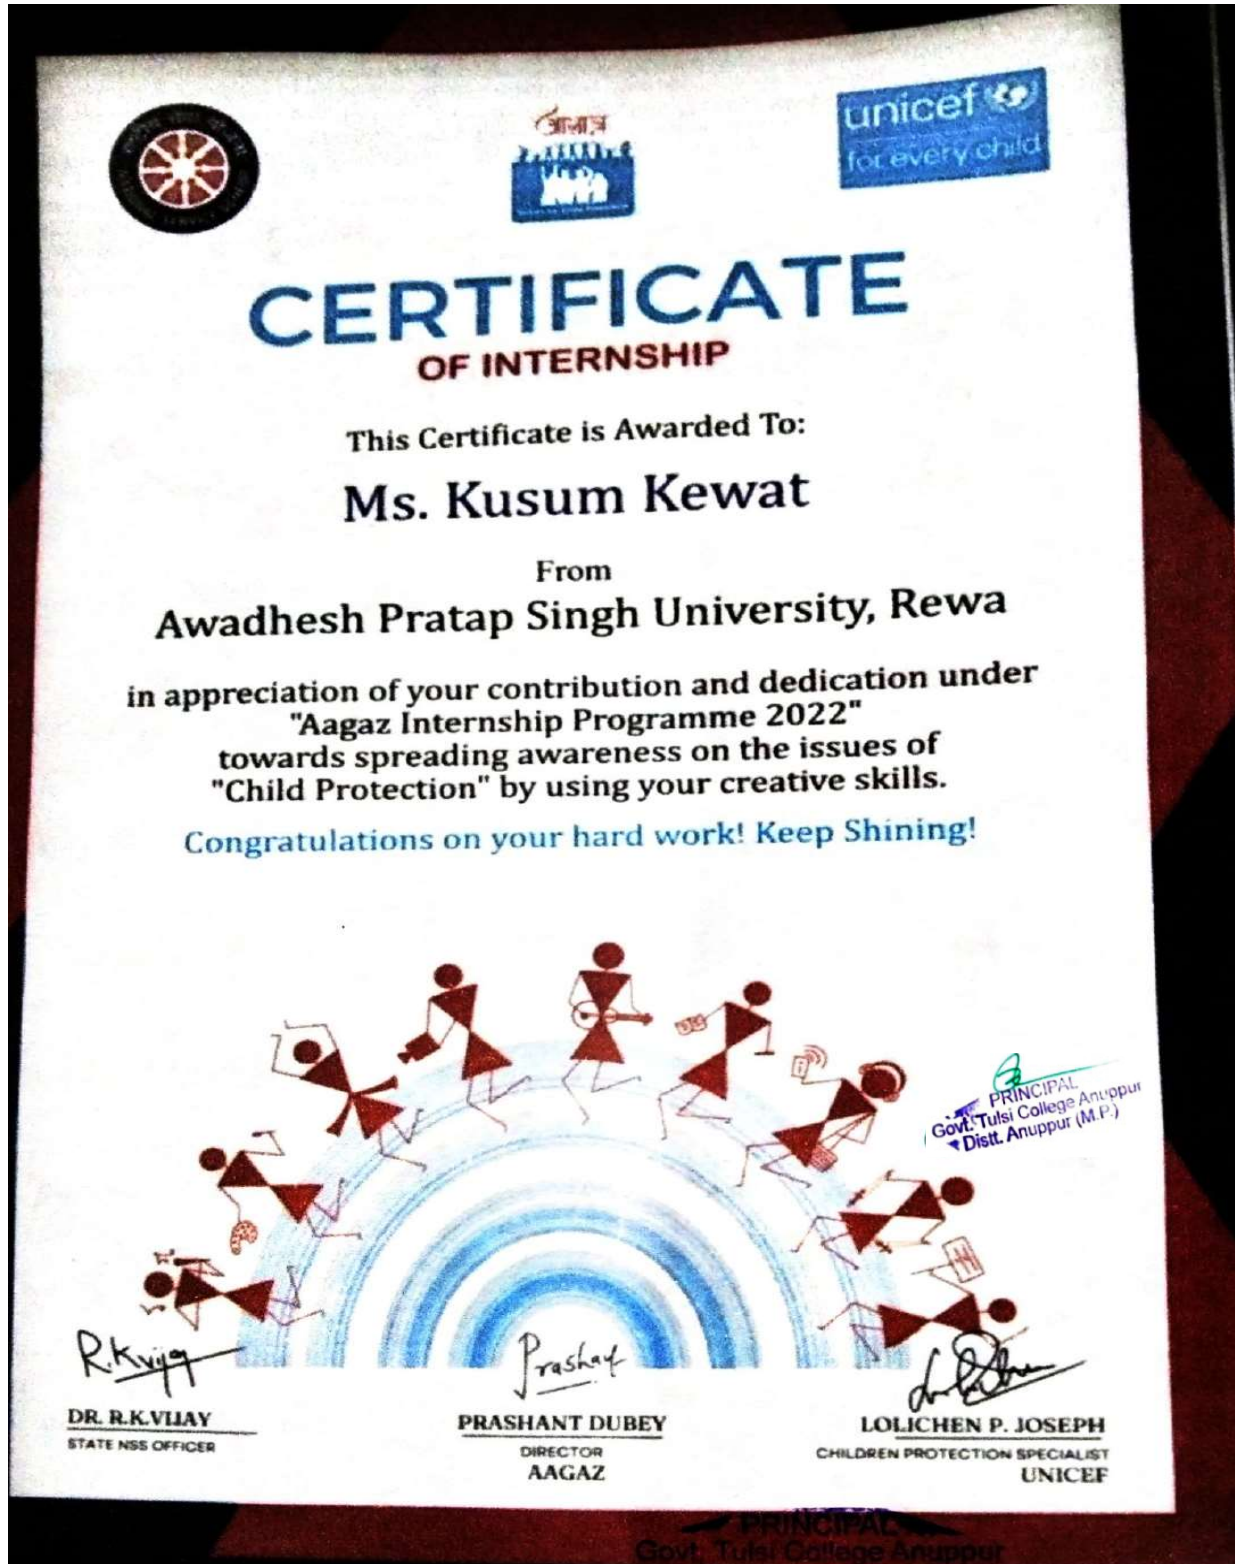 unicef
for every child
CERTIFICATE
OF INTERNSHIP
This Certificate is Awarded To:
Ms. Kusum Kewat
From
Awadhesh Pratap Singh University, Rewa
in appreciation of your contribution and dedication under
"Aagaz Internship Programme 2022"
towards spreading awareness on the issues of
"Child Protection" by using your creative skills.
Congratulations on your hard work! Keep Shining!
PRINCIPAL
Govt. Tulsi College Anuppur
Distt. Anuppur (M.P.)
R.K.Vijay
Prashant
DR. R.K.VIJAY
STATE NSS OFFICER
PRASHANT DUBEY
DIRECTOR
AAGAZ
LOLICHEN P. JOSEPH
CHILDREN PROTECTION SPECIALIST
UNICEF
PRINCIPAL
Govt. Tulsi College Anuppur